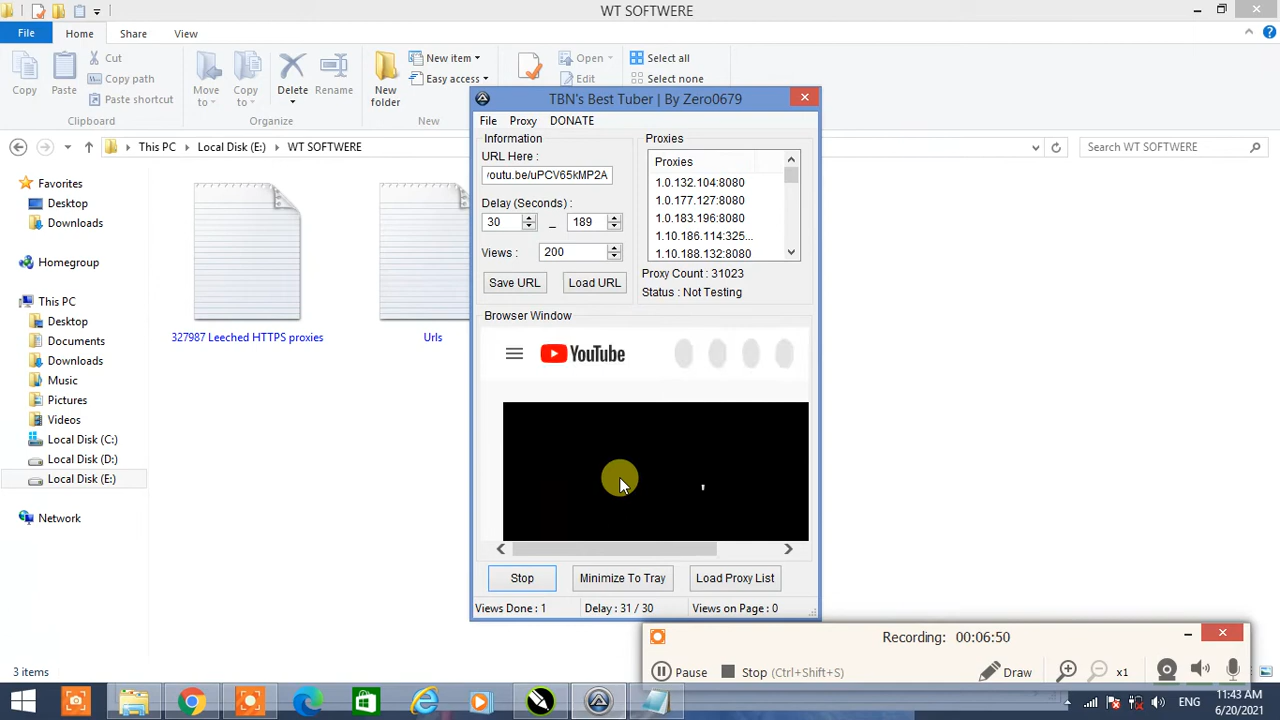 WT SOFTWERE
File Home Share View
Copy
Paste
Cut
Copy path
Paste shortcut
Clipboard
Move to
Copy to
Delete
Rename
Organize
New folder
New item
Easy access
New
Open
Edit
Select all
Select none
This PC Local Disk (E:) WT SOFTWERE
Search WT SOFTWERE
Favorites
Desktop
Downloads
Homegroup
This PC
Desktop
Documents
Downloads
Music
Pictures
Videos
Local Disk (C:)
Local Disk (D:)
Local Disk (E:)
Network
327987 Leeched HTTPS proxies
Urls
TBN's Best Tuber | By Zero0679
File Proxy DONATE
Information
URL Here :
outu.be/uPCV65kMP2A
Delay (Seconds) :
30 _ 189
Views : 200
Save URL Load URL
Proxies
Proxies
1.0.132.104:8080
1.0.177.127:8080
1.0.183.196:8080
1.10.186.114:325...
1.10.188.132:8080
Proxy Count : 31023
Status : Not Testing
Browser Window
YouTube
Stop Minimize To Tray Load Proxy List
Views Done : 1 Delay : 31 / 30 Views on Page : 0
Recording: 00:06:50
Pause Stop (Ctrl+Shift+S) Draw x1
3 items
ENG
11:43 AM
6/20/2021